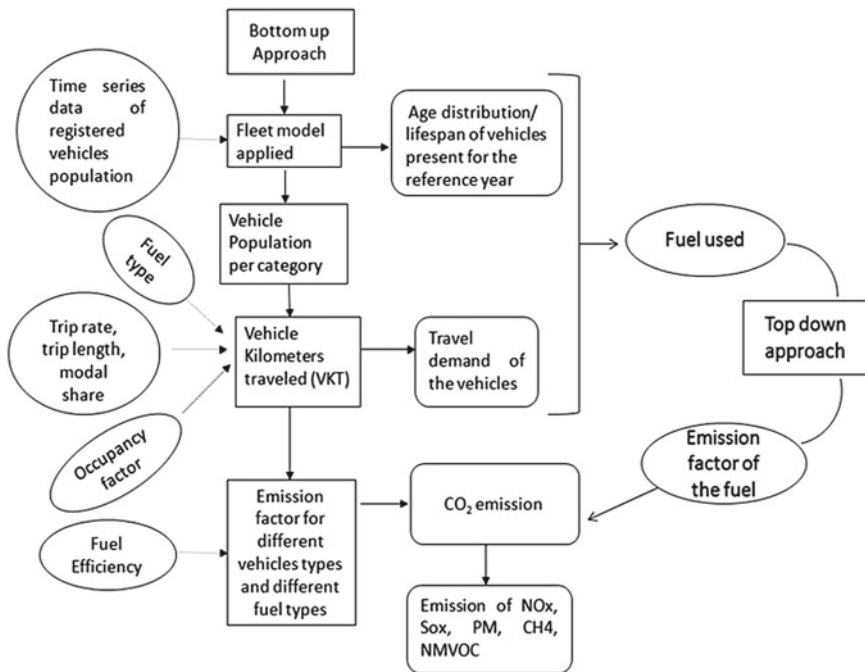 Bottom up
Approach
Time series
data of
registered
vehicles
population
Fleet model
applied
Age distribution/
lifespan of vehicles
present for the
reference year
Vehicle
Population
per category
Fuel
type
Fuel used
Trip rate,
trip length,
modal
share
Vehicle
Kilometers
traveled (VKT)
Travel
demand of
the vehicles
Top down
approach
Occupancy
factor
Emission
factor of
the fuel
Fuel
Efficiency
Emission
factor for
different
vehicles types
and different
fuel types
CO₂ emission
Emission of NOx,
Sox, PM, CH4,
NMVOC